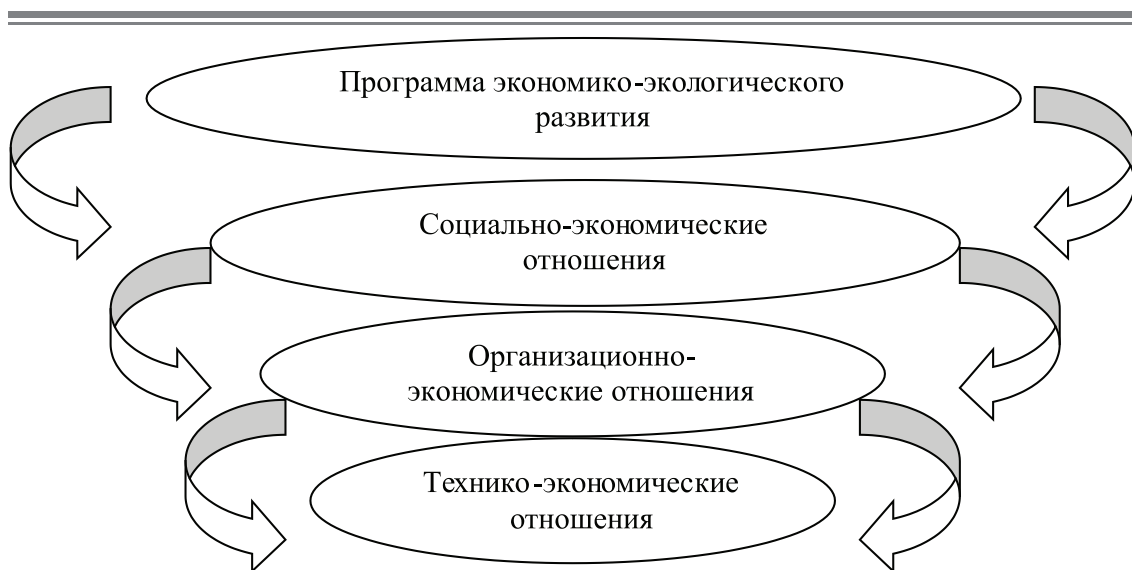 Программа экономико-экологического
развития
Социально-экономические
отношения
Организационно-
экономические отношения
Технико-экономические
отношения